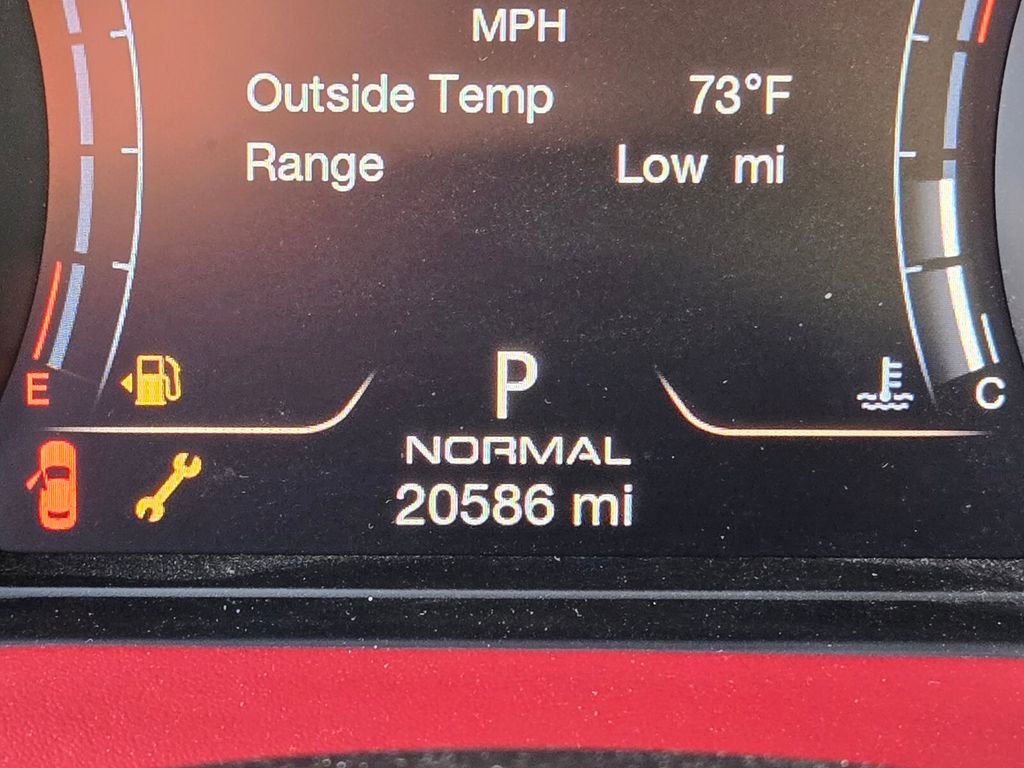 MPH
Outside Temp 73°F
Range Low mi
E
P
C
NORMAL
20586 mi